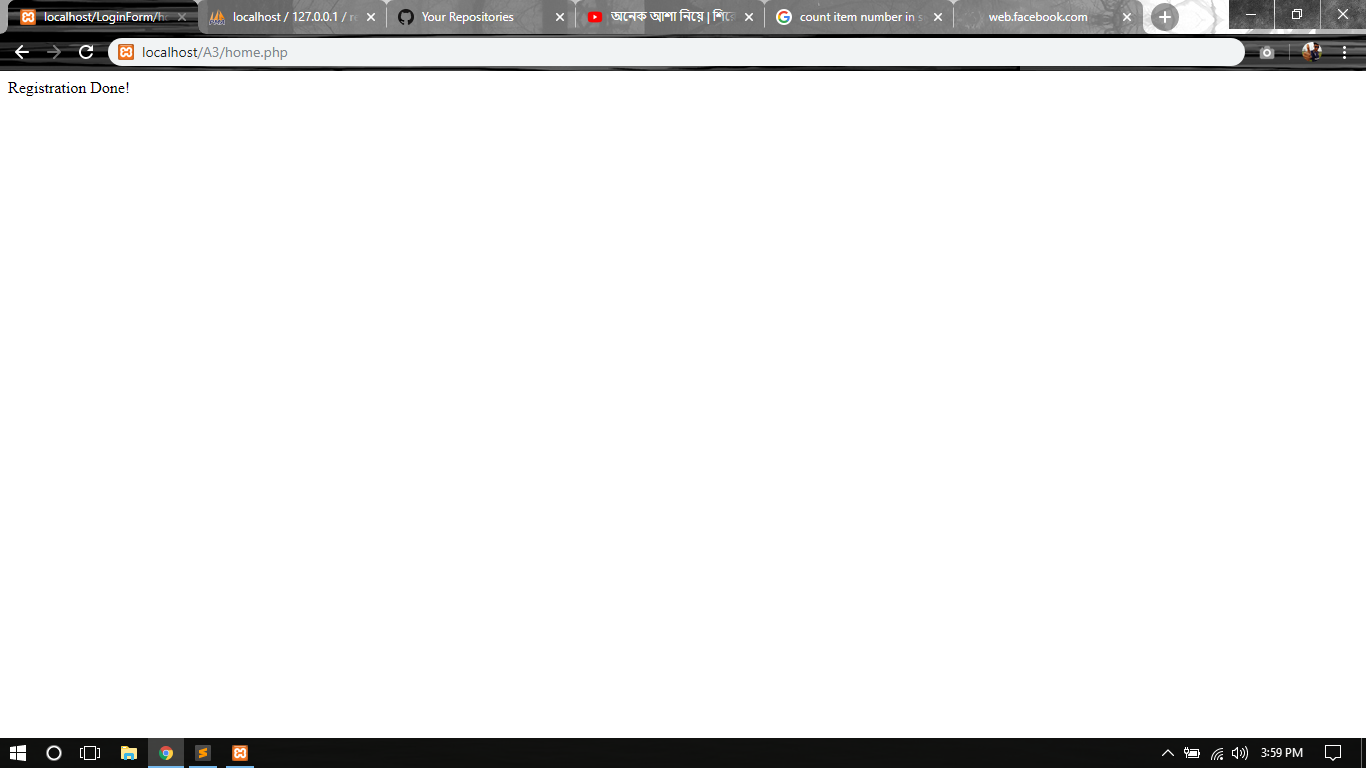 localhost/LoginForm/h
localhost / 127.0.0.1 /
Your Repositories
অনেক আশা নিয়ে |
count item number in
web.facebook.com
localhost/A3/home.php
Registration Done!
3:59 PM